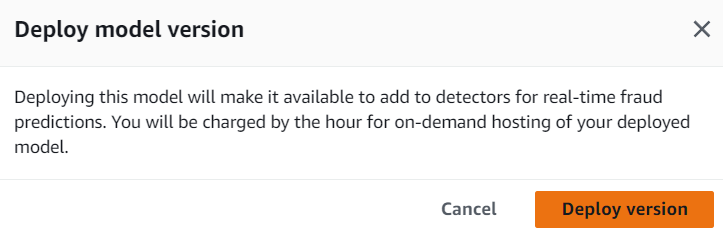 Deploy model version
Deploying this model will make it available to add to detectors for real-time fraud
predictions. You will be charged by the hour for on-demand hosting of your deployed
model.
Cancel
Deploy version